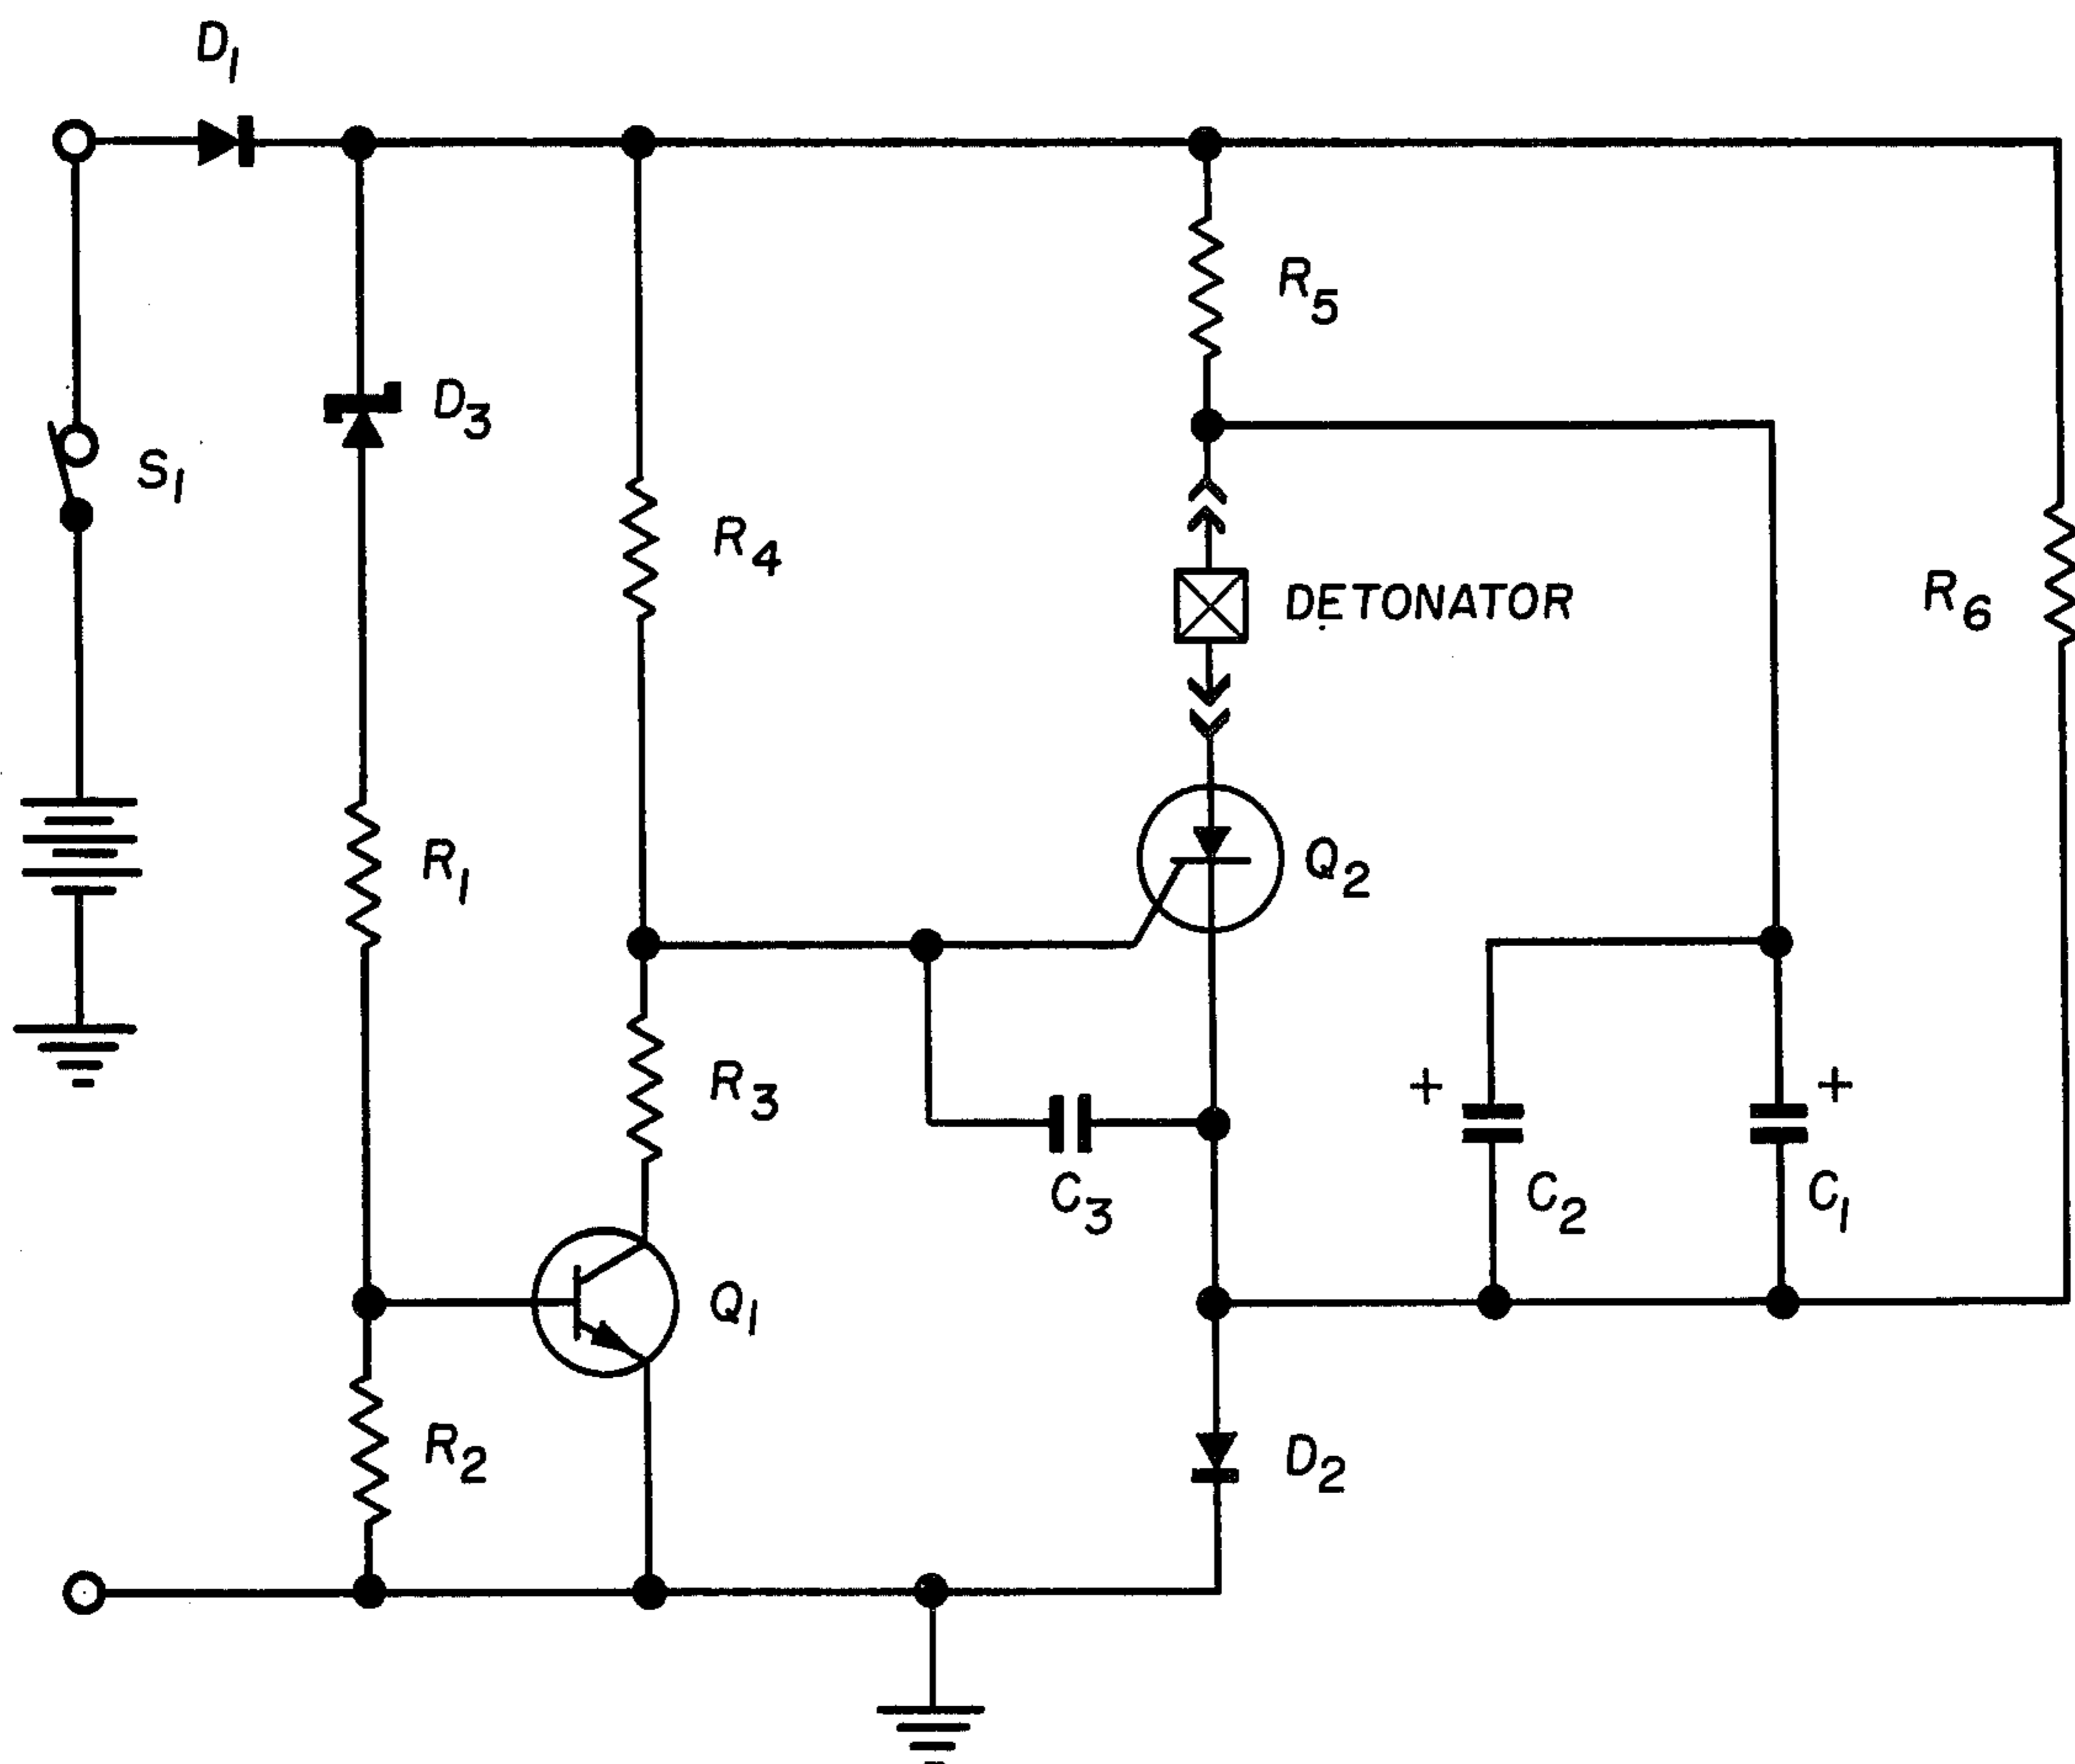 D1
R5
D3
S1
R4
DETONATOR
R6
R1
Q2
R3
+
+
C3
C2
C1
Q1
R2
D2